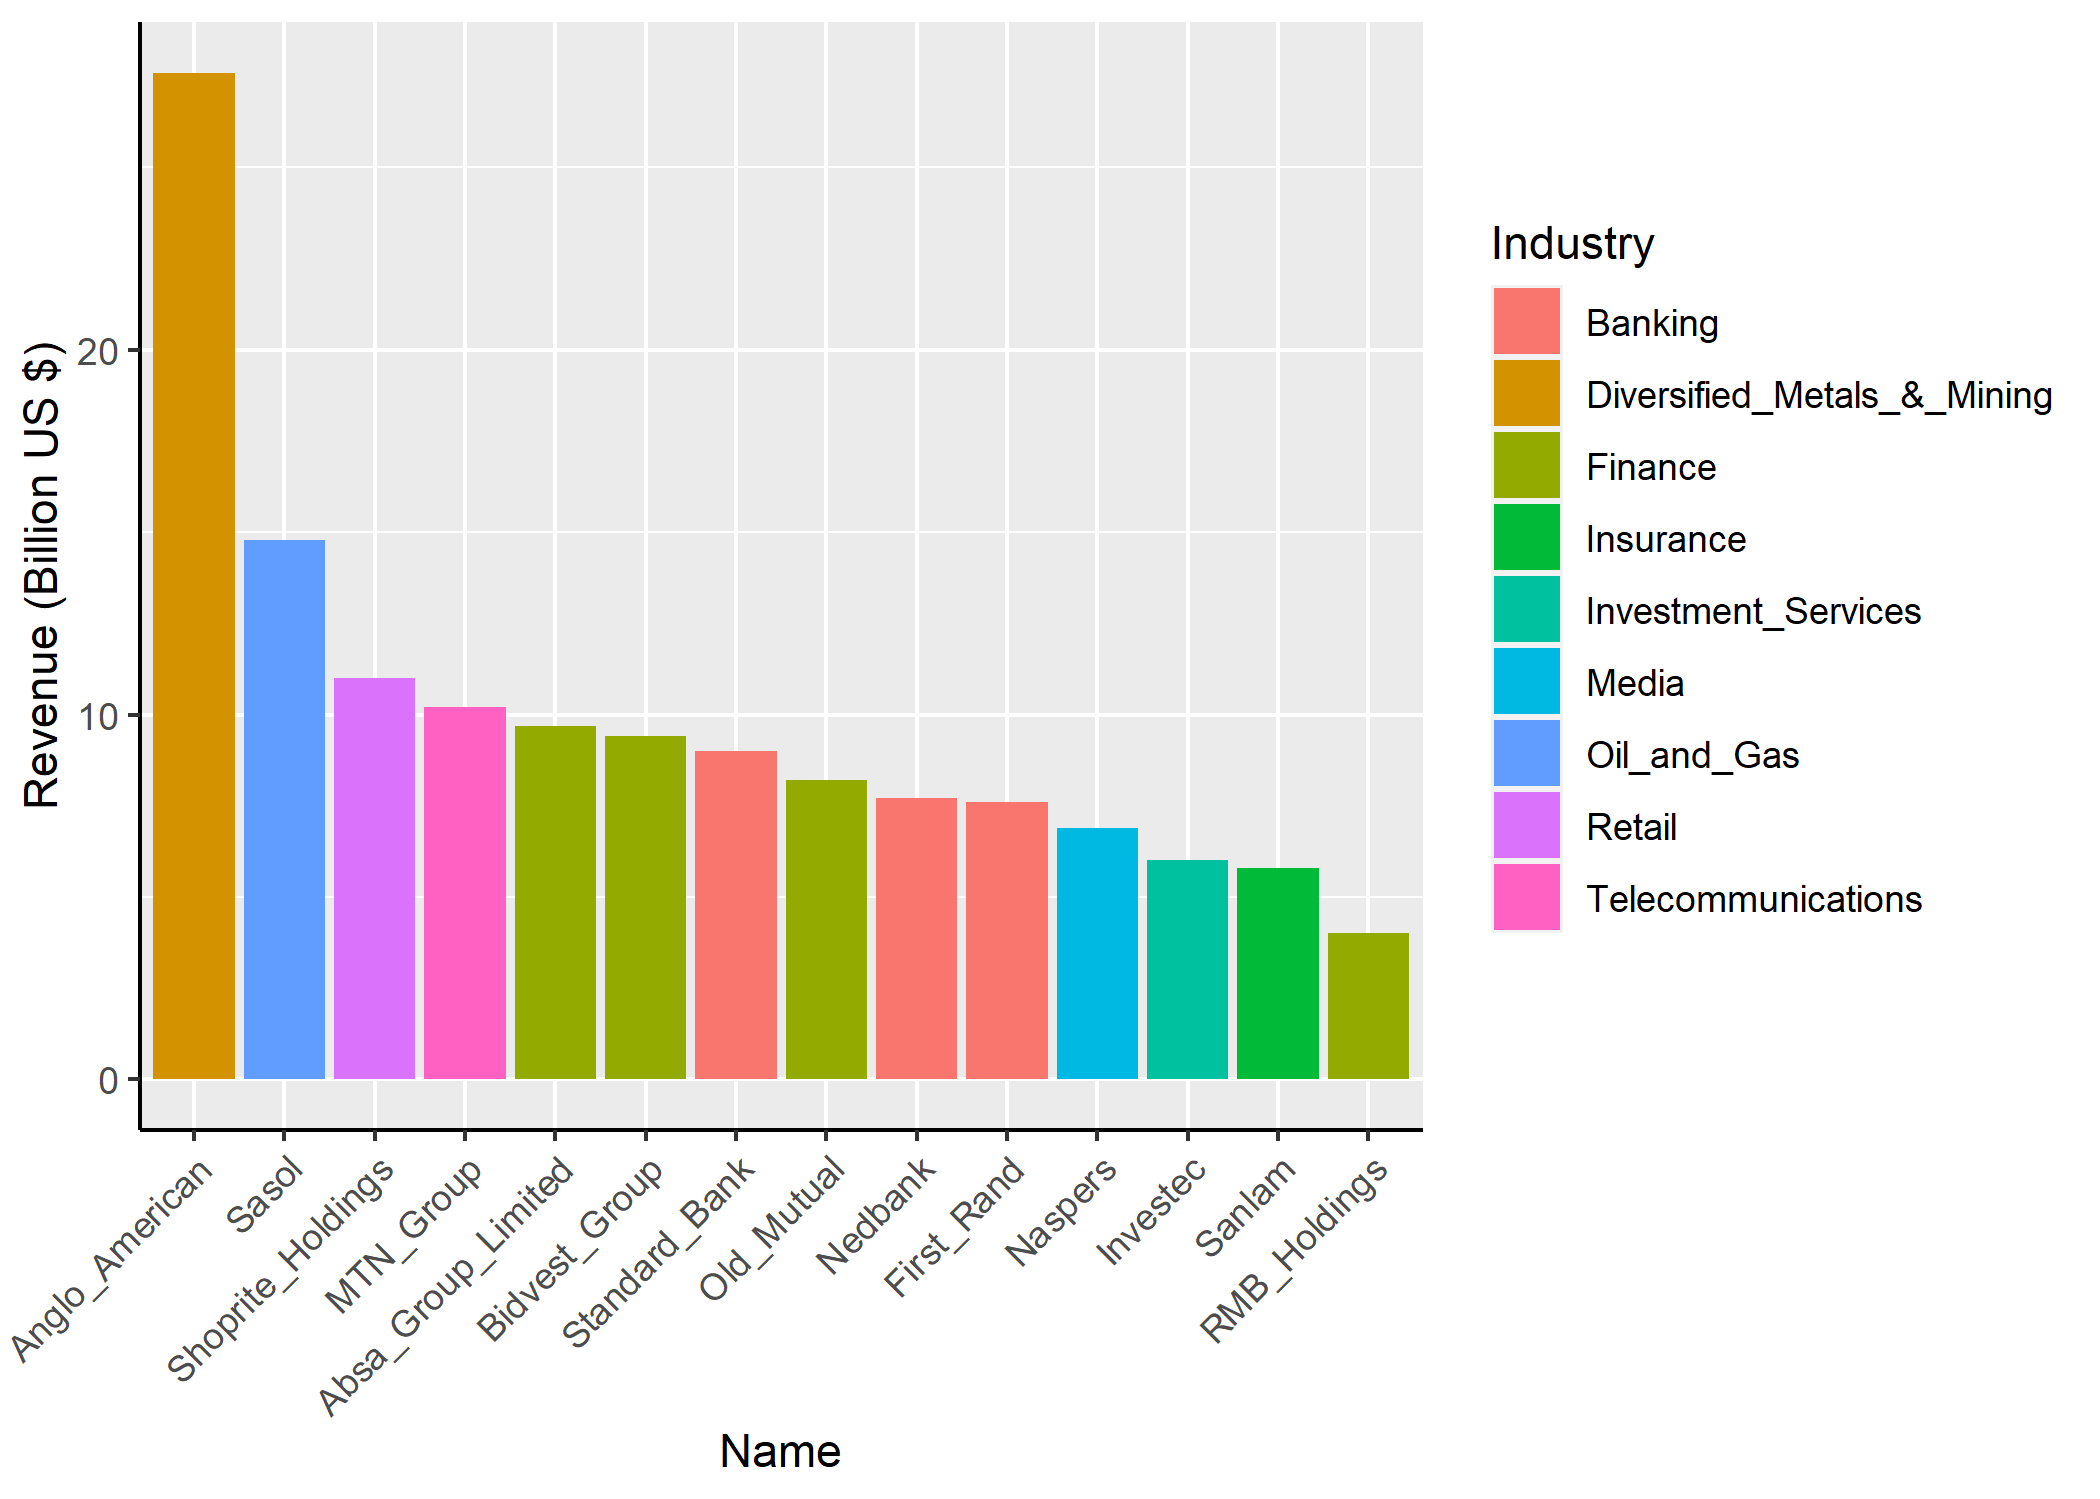 Revenue (Billion US $)
20
10
0
Anglo_American
Sasol
Shoprite_Holdings
MTN_Group
Absa_Group_Limited
Bidvest_Group
Standard_Bank
Old_Mutual
Nedbank
First_Rand
Naspers
Investec
Sanlam
RMB_Holdings
Name
Industry
Banking
Diversified_Metals_&_Mining
Finance
Insurance
Investment_Services
Media
Oil_and_Gas
Retail
Telecommunications